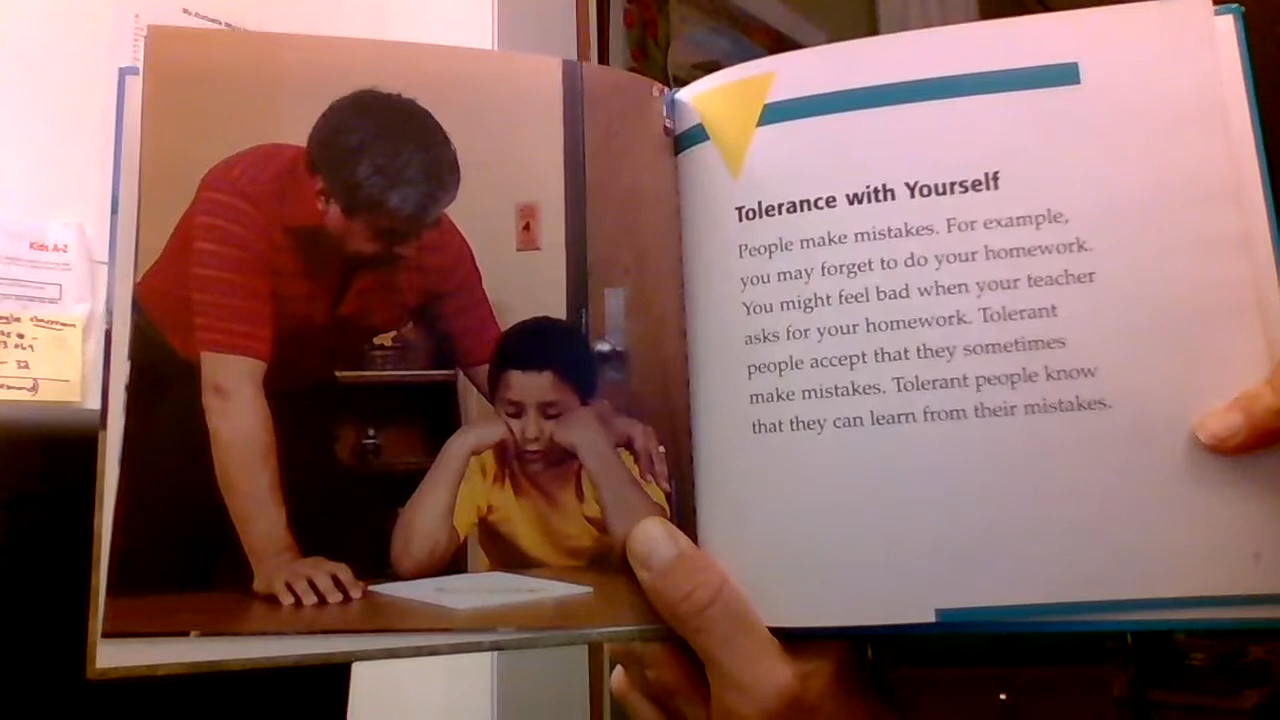 Kids A-Z
Tolerance with Yourself
People make mistakes. For example,
you may forget to do your homework.
You might feel bad when your teacher
asks for your homework. Tolerant
people accept that they sometimes
make mistakes. Tolerant people know
that they can learn from their mistakes.